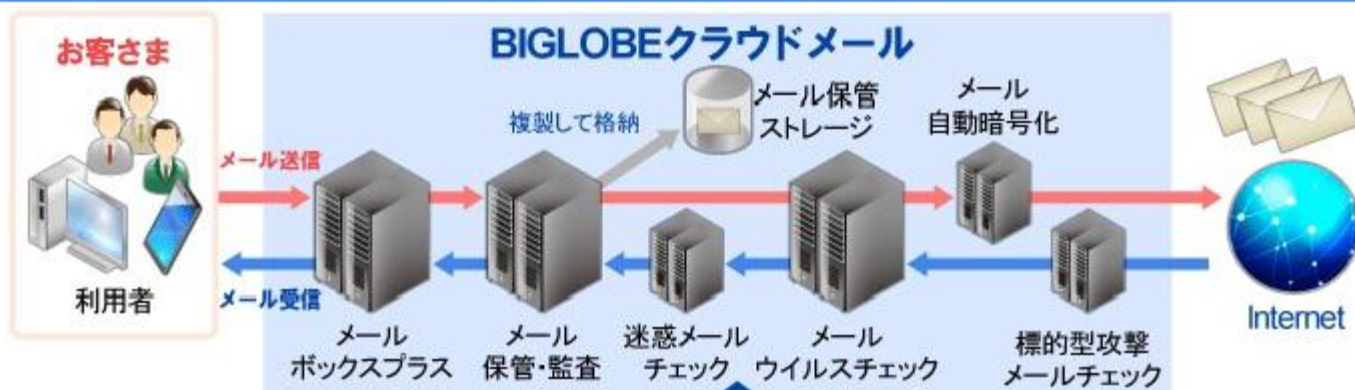 お客さま
BIGLOBEクラウドメール
メール保管
ストレージ
メール
自動暗号化
複製して格納
メール送信
メール受信
利用者
メール
ボックスプラス
メール
保管・監査
迷惑メール
チェック
メール
ウイルスチェック
標的型攻撃
メールチェック
Internet